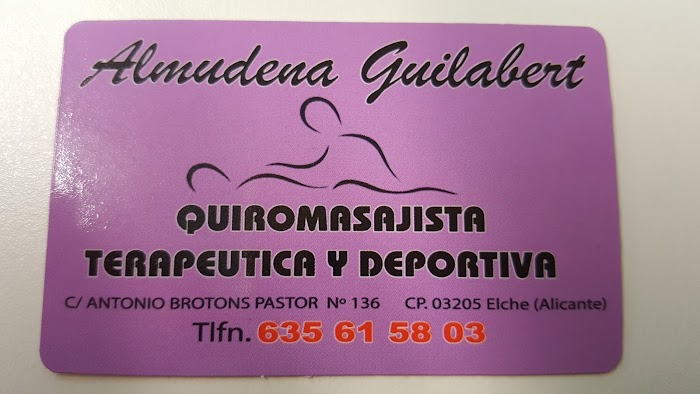 Almudena Guilabert
QUIROMASAJISTA
TERAPEUTICA Y DEPORTIVA
C/ ANTONIO BROTONS PASTOR Nº 136 CP. 03205 Elche (Alicante)
Tlfn. 635 61 58 03